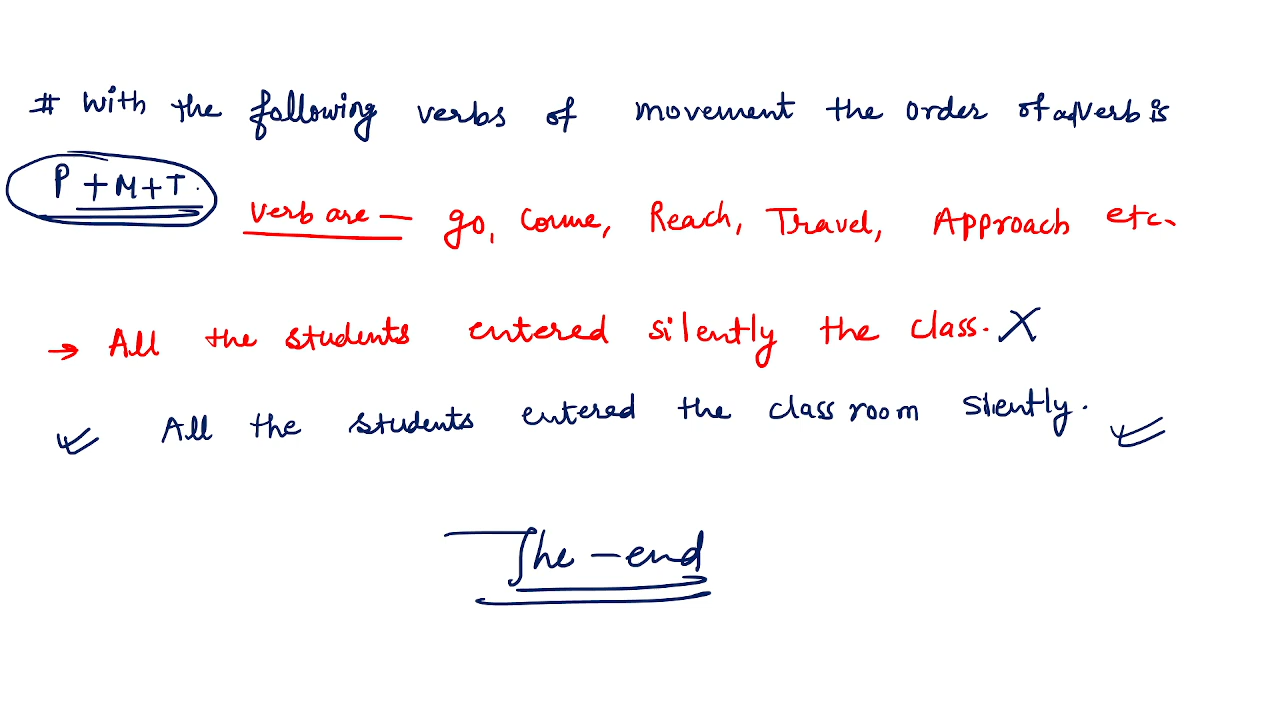 # With the following verbs of movement the order of adverb is
P + M + T.
Verb are — go, Come, Reach, Travel, Approach etc.
→ All the students entered silently the class. X
All the students entered the class room silently.
The - end